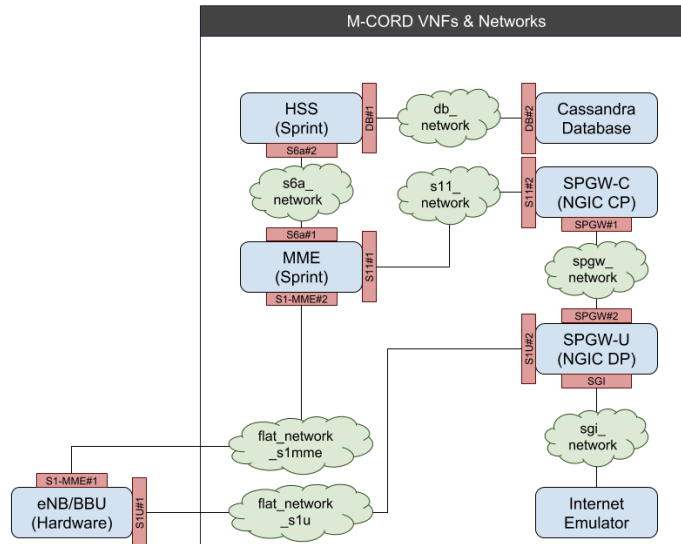 M-CORD VNFs & Networks
HSS
(Sprint)
DB#1
db_
network
DB#2
Cassandra
Database
S6a#2
s6a_
network
s11_
network
S11#2
SPGW-C
(NGIC CP)
SPGW#1
S6a#1
MME
(Sprint)
S11#1
S1-MME#2
spgw_
network
SPGW#2
S1U#2
SPGW-U
(NGIC DP)
SGI
flat_network
_s1mme
sgi_
network
S1-MME#1
eNB/BBU
(Hardware)
S1U#1
flat_network
_s1u
Internet
Emulator